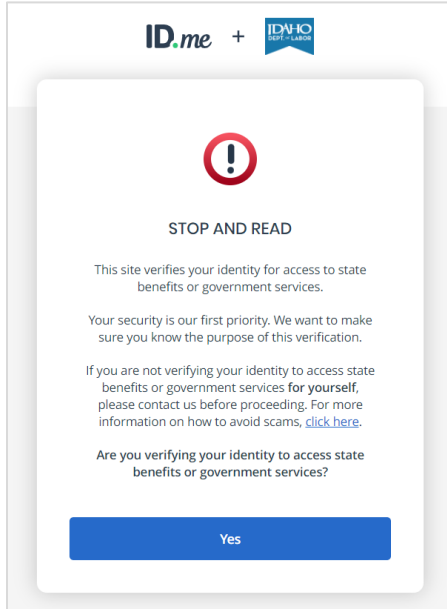 ID.me + IDAHO
DEPT. OF LABOR
STOP AND READ
This site verifies your identity for access to state
benefits or government services.
Your security is our first priority. We want to make
sure you know the purpose of this verification.
If you are not verifying your identity to access state
benefits or government services for yourself,
please contact us before proceeding. For more
information on how to avoid scams, click here.
Are you verifying your identity to access state
benefits or government services?
Yes